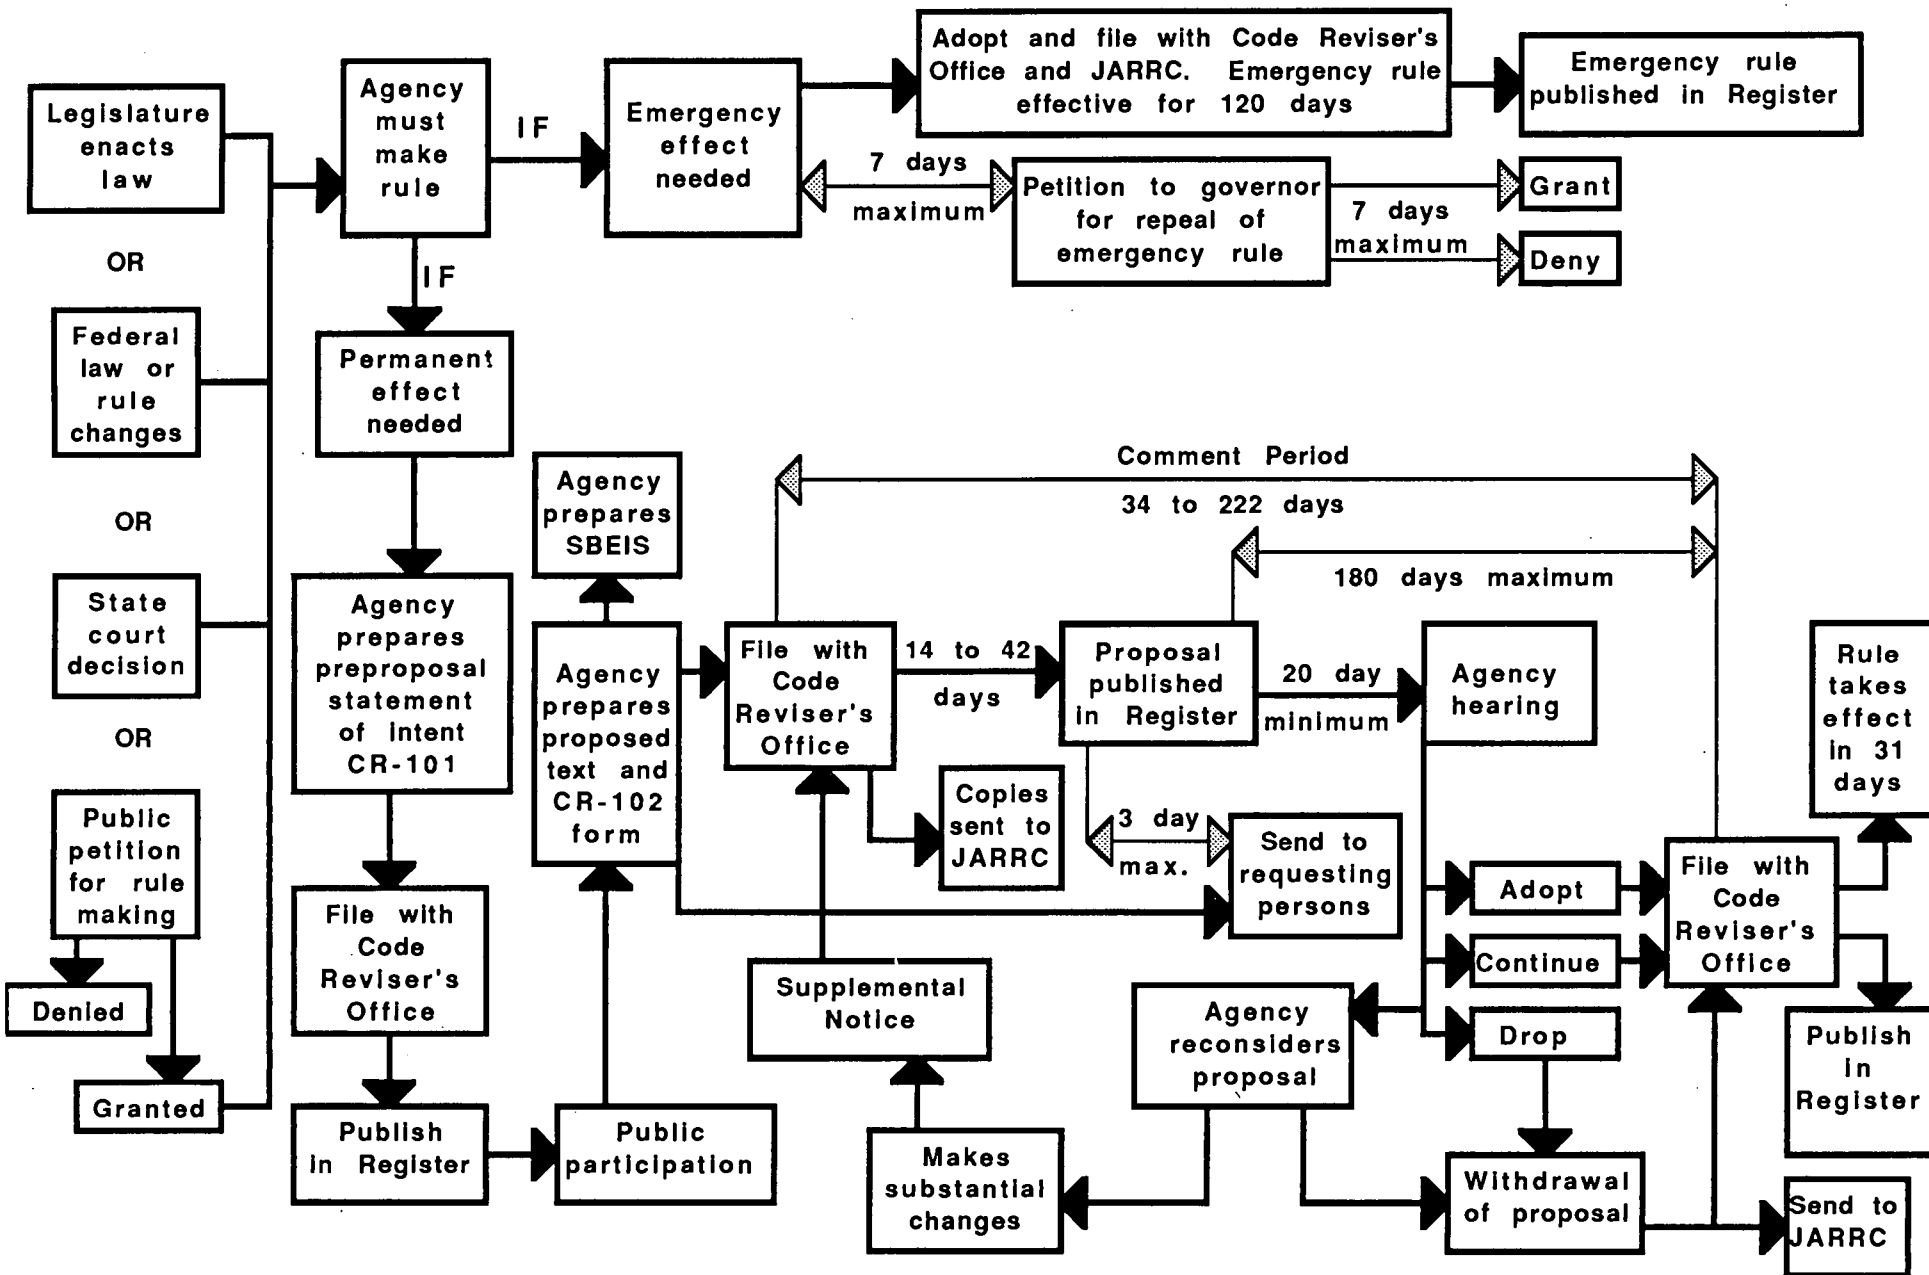 Legislature
enacts
law
OR
Federal
law or
rule
changes
OR
State
court
decision
OR
Public
petition
for rule
making
Denied
Granted
Agency
must
make
rule
IF
Emergency
effect
needed
Adopt and file with Code Reviser's
Office and JARRC. Emergency rule
effective for 120 days
Emergency rule
published in Register
7 days
maximum
Petition to governor
for repeal of
emergency rule
7 days
maximum
Grant
Deny
IF
Permanent
effect
needed
Agency
prepares
preproposal
statement
of intent
CR-101
File with
Code
Reviser's
Office
Publish
in Register
Public
participation
Agency
prepares
SBEIS
Agency
prepares
proposed
text and
CR-102
form
File with
Code
Reviser's
Office
14 to 42
days
Copies
sent to
JARRC
Comment Period
34 to 222 days
180 days maximum
Proposal
published
in Register
20 day
minimum
Agency
hearing
3 day
max.
Send to
requesting
persons
Supplemental
Notice
Makes
substantial
changes
Agency
reconsiders
proposal
Adopt
Continue
Drop
Withdrawal
of proposal
File with
Code
Reviser's
Office
Rule
takes
effect
in 31
days
Publish
in
Register
Send to
JARRC